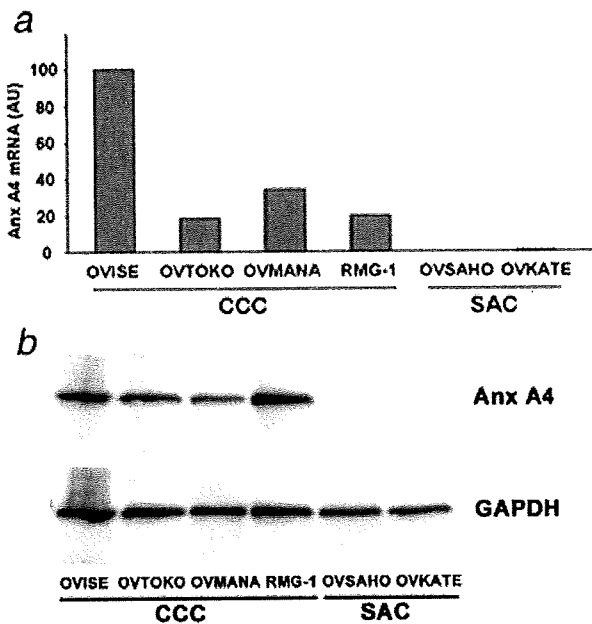 a
Anx A4 mRNA (AU)
100
80
60
40
20
0
OVISE OVTOKO OVMANA RMG-1 OVSAHO OVKATE
CCC SAC
b
Anx A4
GAPDH
OVISE OVTOKO OVMANA RMG-1 OVSAHO OVKATE
CCC SAC